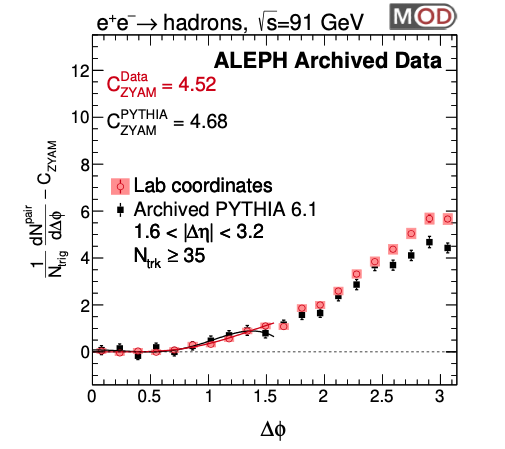 e⁺e⁻→ hadrons, √s=91 GeV
MOD
ALEPH Archived Data
C^Data_ZYAM = 4.52
C^PYTHIA_ZYAM = 4.68
Lab coordinates
Archived PYTHIA 6.1
1.6 < |Δη| < 3.2
N_trk ≥ 35
1/N_trig dN^pair/dΔϕ − C_ZYAM
12
10
8
6
4
2
0
0 0.5 1 1.5 2 2.5 3
Δϕ